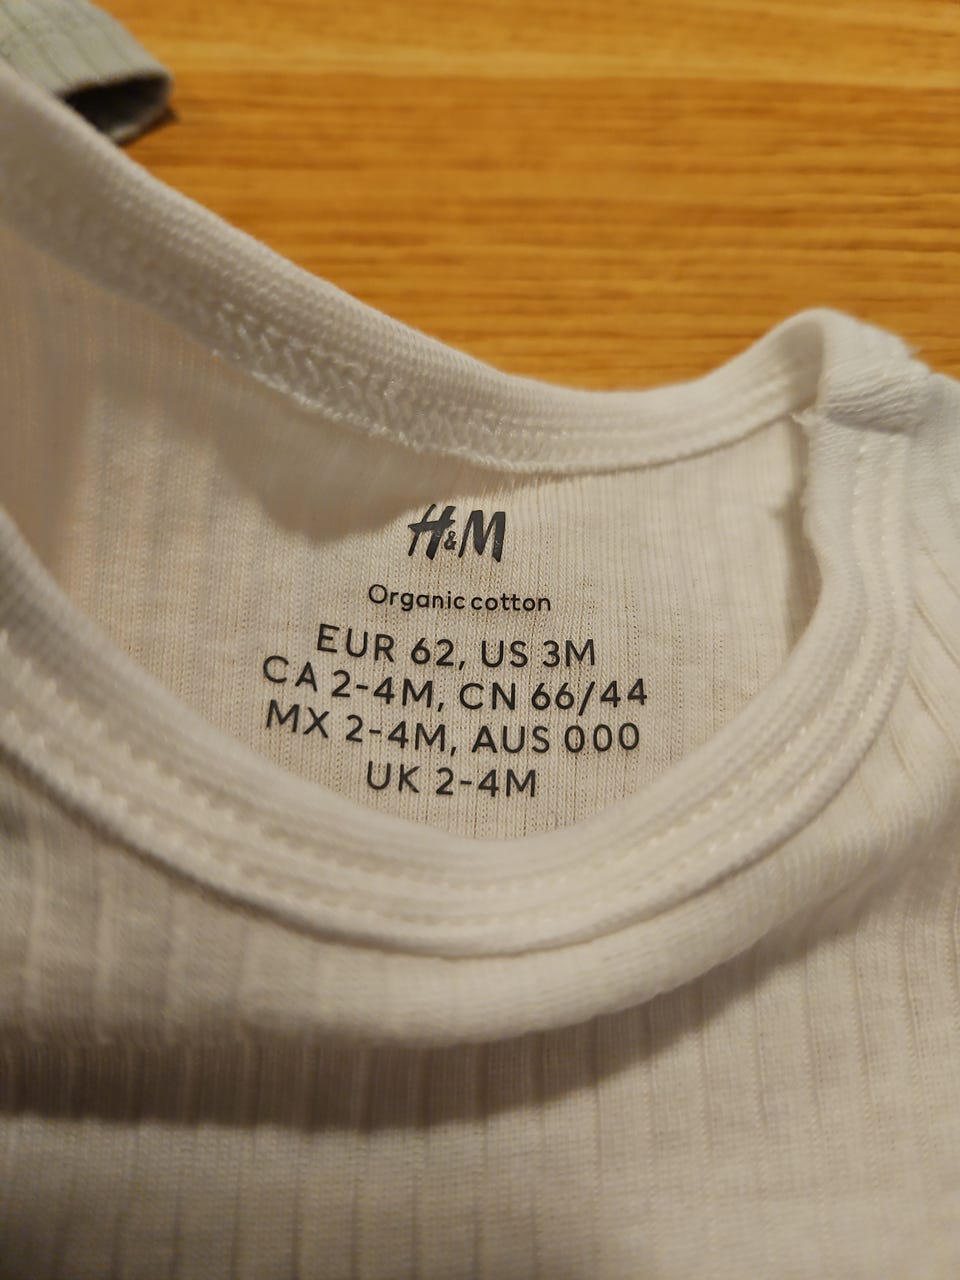 H&M
Organic cotton
EUR 62, US 3M
CA 2-4M, CN 66/44
MX 2-4M, AUS 000
UK 2-4M